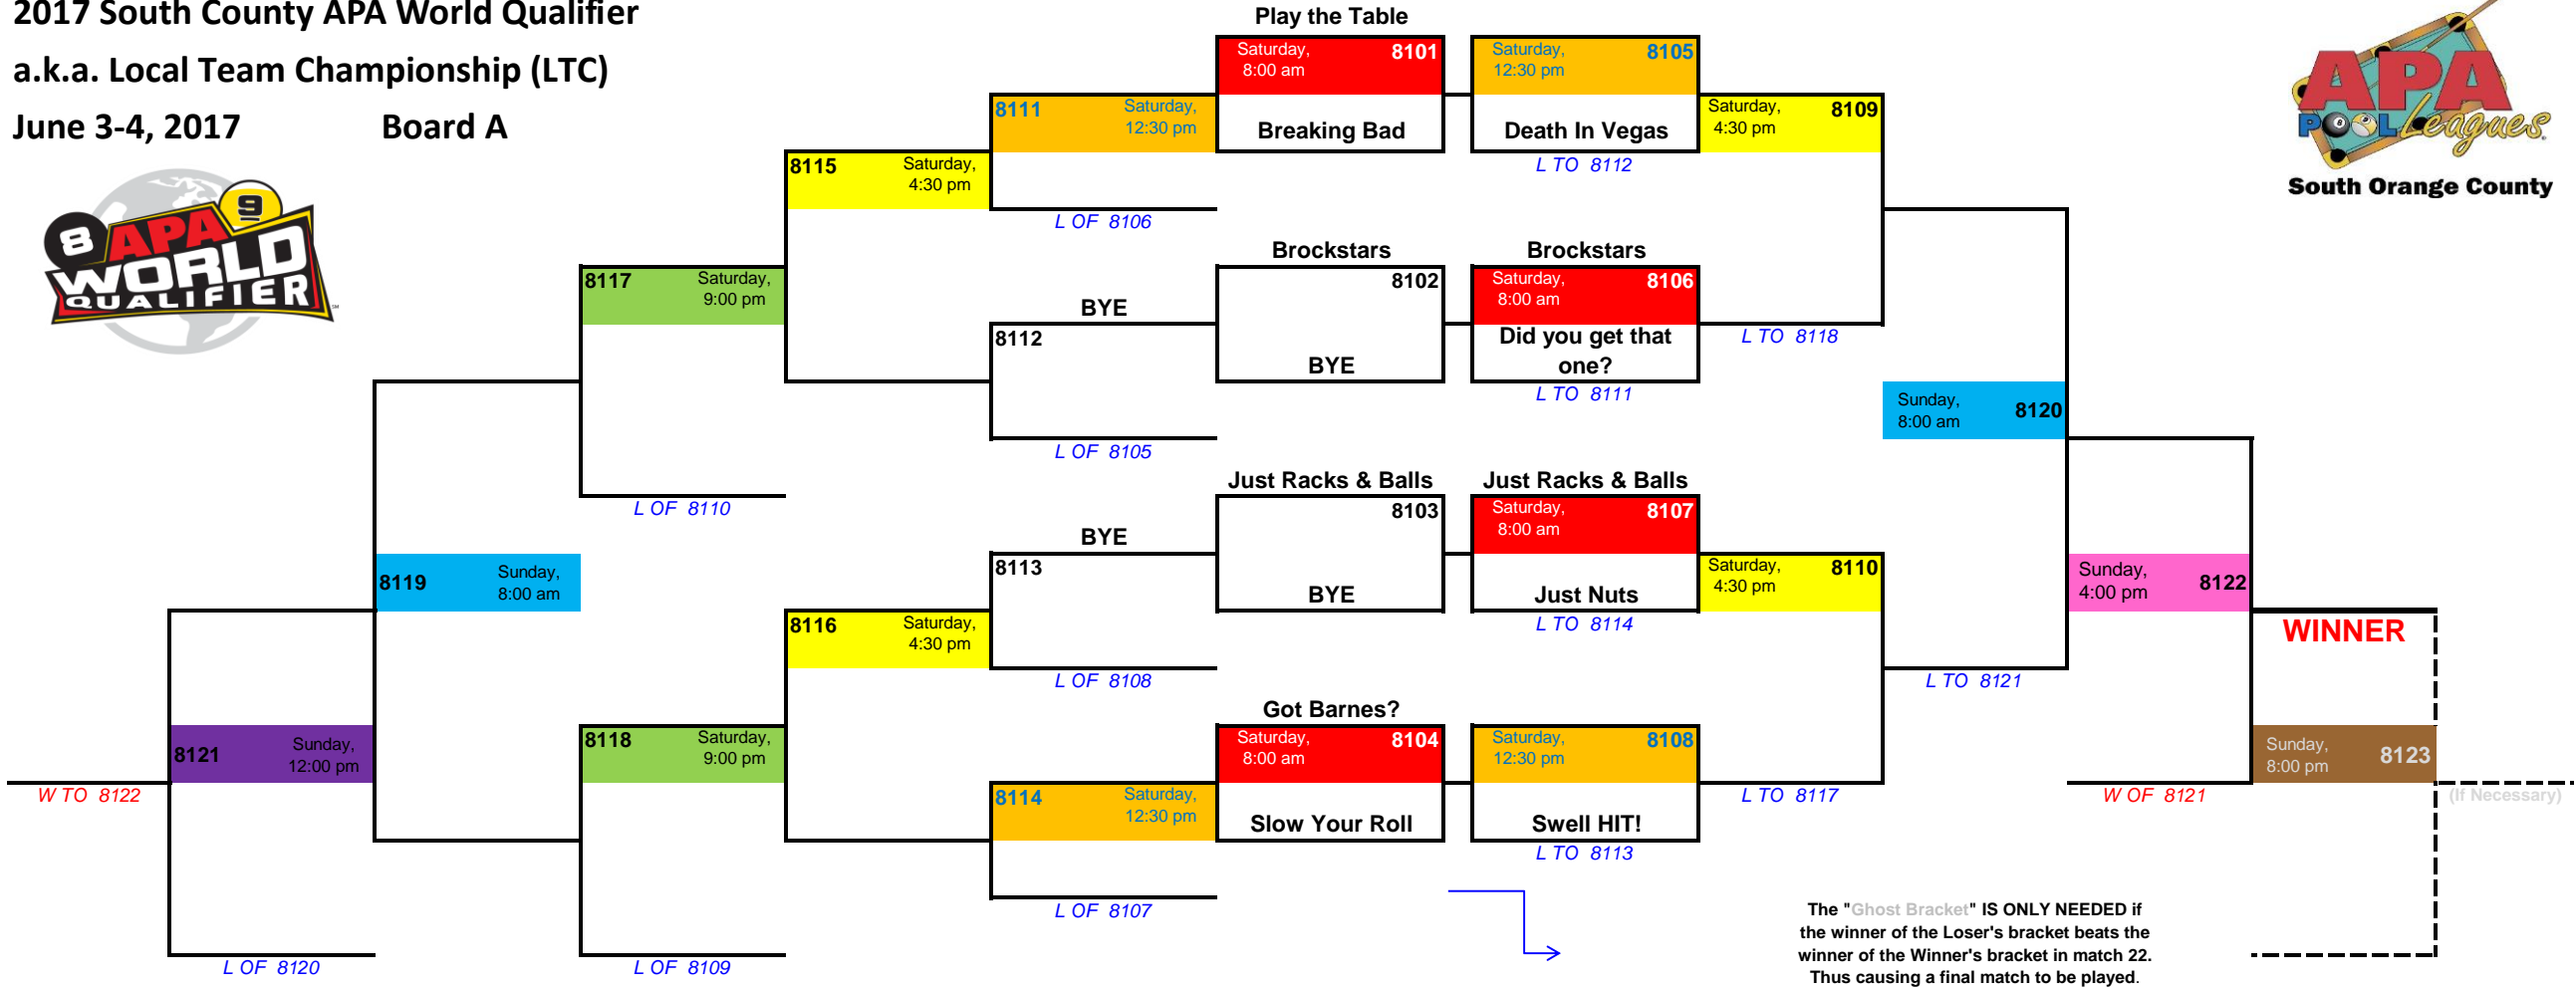 2017 South County APA World Qualifier
a.k.a. Local Team Championship (LTC)
June 3-4, 2017
Board A
8 APA 9
WORLD
QUALIFIER
APA
POOL Leagues
South Orange County
Play the Table
Saturday, 8101
8:00 am
Breaking Bad
Saturday, 8105
12:30 pm
Death In Vegas
L TO 8112
8111 Saturday,
12:30 pm
L OF 8106
Saturday, 8109
4:30 pm
8115 Saturday,
4:30 pm
Brockstars
8102
BYE
Brockstars
Saturday, 8106
8:00 am
Did you get that
one?
L TO 8111
L TO 8118
8117 Saturday,
9:00 pm
L OF 8110
BYE
8112
L OF 8105
Sunday, 8120
8:00 am
Just Racks & Balls
8103
BYE
Just Racks & Balls
Saturday, 8107
8:00 am
Just Nuts
L TO 8114
BYE
8113
L OF 8108
Saturday, 8110
4:30 pm
8119 Sunday,
8:00 am
8116 Saturday,
4:30 pm
Sunday, 8122
4:00 pm
WINNER
L TO 8121
Got Barnes?
Saturday, 8104
8:00 am
Slow Your Roll
Saturday, 8108
12:30 pm
Swell HIT!
L TO 8113
L TO 8117
8121 Sunday,
12:00 pm
W TO 8122
L OF 8120
8118 Saturday,
9:00 pm
L OF 8109
8114 Saturday,
12:30 pm
L OF 8107
W OF 8121
Sunday, 8123
8:00 pm
(If Necessary)
The "Ghost Bracket" IS ONLY NEEDED if
the winner of the Loser's bracket beats the
winner of the Winner's bracket in match 22.
Thus causing a final match to be played.